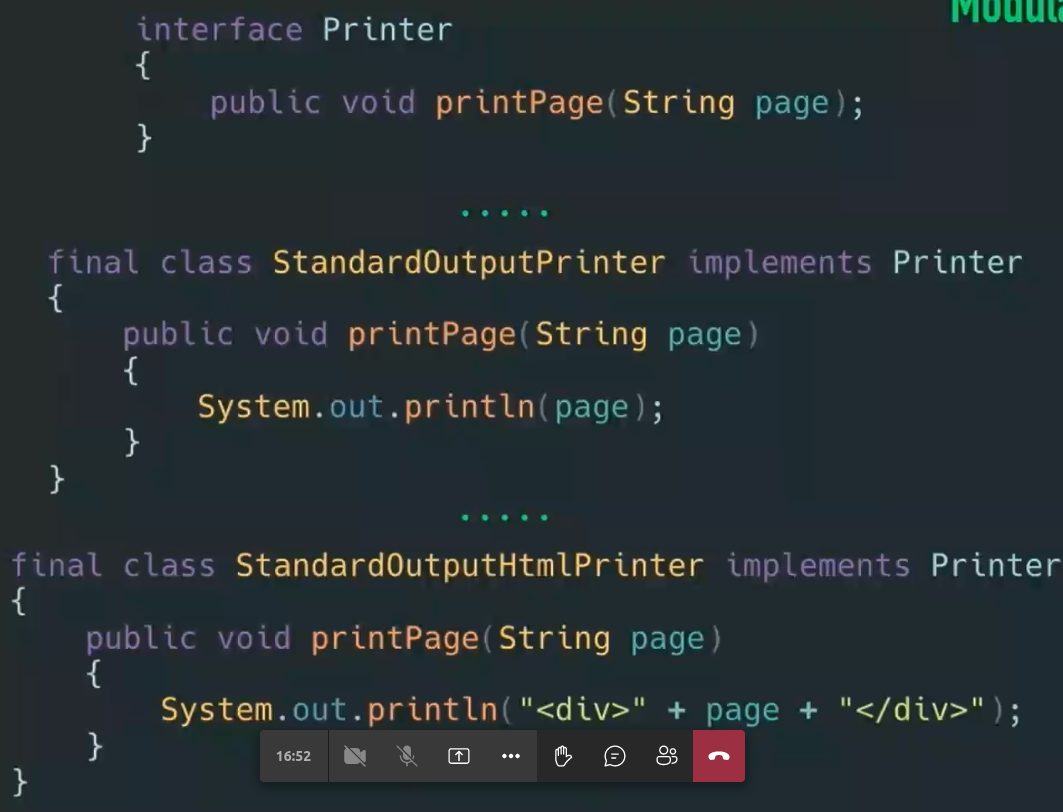 Modula
interface Printer
{
    public void printPage(String page);
}
.....
final class StandardOutputPrinter implements Printer
{
    public void printPage(String page)
    {
        System.out.println(page);
    }
}
.....
final class StandardOutputHtmlPrinter implements Printer
{
    public void printPage(String page)
    {
        System.out.println("<div>" + page + "</div>");
    }
}
16:52